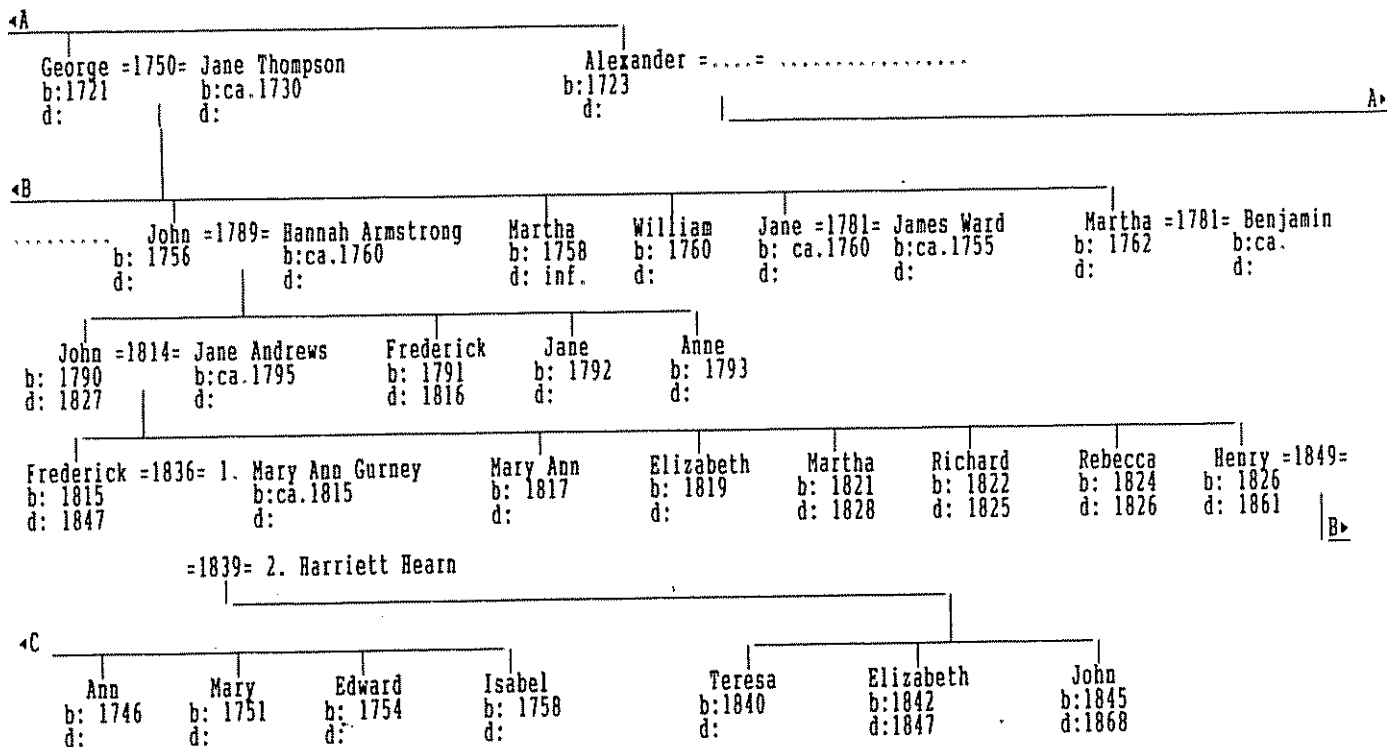 ◄A
George =1750= Jane Thompson Alexander =....= .................
b:1721 b:ca.1730 b:1723
d: d: d: A►
◄B
......... John =1789= Hannah Armstrong Martha William Jane =1781= James Ward Martha =1781= Benjamin
b: 1756 b:ca.1760 b: 1758 b: 1760 b: ca.1760 b:ca.1755 b: 1762 b:ca.
d: d: d: inf. d: d: d: d: d:
John =1814= Jane Andrews Frederick Jane Anne
b: 1790 b:ca.1795 b: 1791 b: 1792 b: 1793
d: 1827 d: d: 1816 d: d:
Frederick =1836= 1. Mary Ann Gurney Mary Ann Elizabeth Martha Richard Rebecca Henry =1849=
b: 1815 b:ca.1815 b: 1817 b: 1819 b: 1821 b: 1822 b: 1824 b: 1826
d: 1847 d: d: d: d: 1828 d: 1825 d: 1826 d: 1861
B►
=1839= 2. Harriett Hearn
◄C
Ann Mary Edward Isabel Teresa Elizabeth John
b: 1746 b: 1751 b: 1754 b: 1758 b:1840 b:1842 b:1845
d: d: d: d: d: d:1847 d:1868